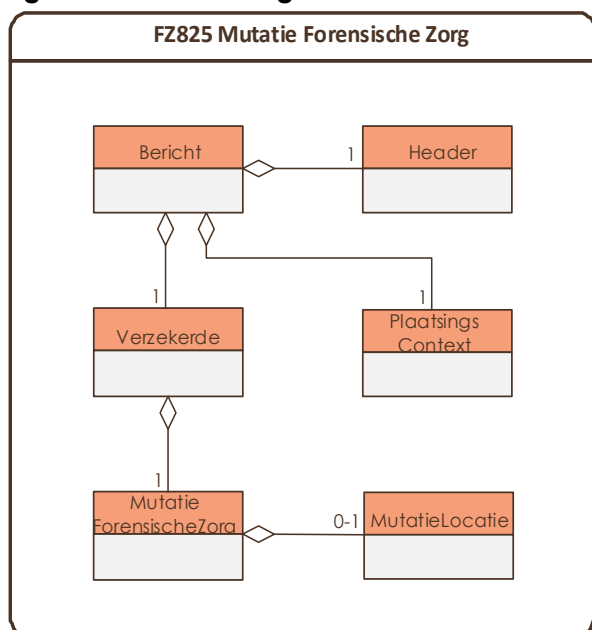 FZ825 Mutatie Forensische Zorg
Bericht
1
Header
1
1
Verzekerde
Plaatsings
Context
1
Mutatie
ForensischeZorg
0-1
MutatieLocatie